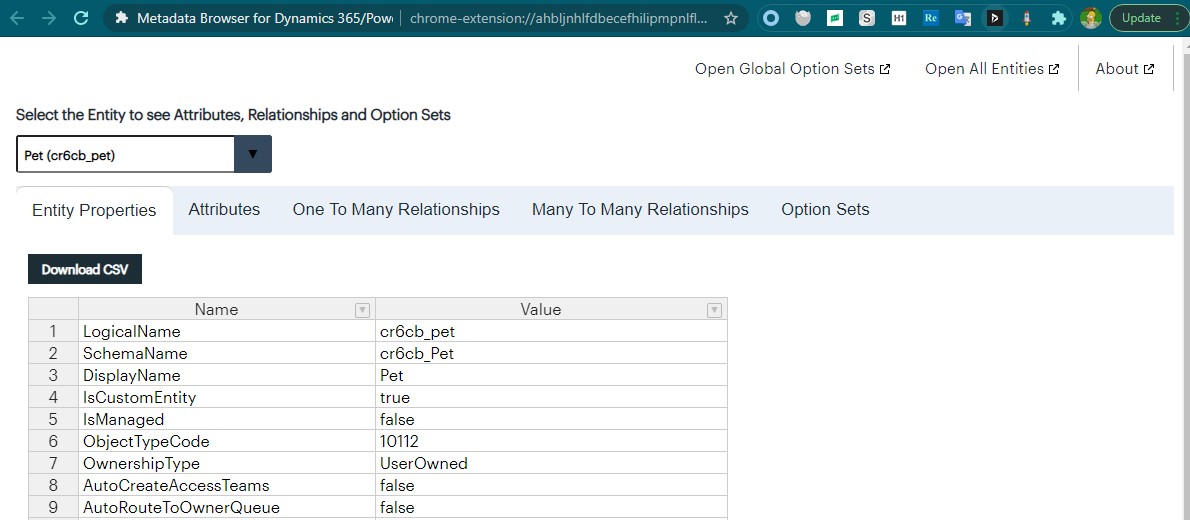 Metadata Browser for Dynamics 365/Pow
chrome-extension://ahbljnhlfdbecefhilipmpnlfl...
S H1 Re
Update
Open Global Option Sets
Open All Entities
About
Select the Entity to see Attributes, Relationships and Option Sets
Pet (cr6cb_pet)
Entity Properties Attributes One To Many Relationships Many To Many Relationships Option Sets
Download CSV
Name Value
1 LogicalName cr6cb_pet
2 SchemaName cr6cb_Pet
3 DisplayName Pet
4 IsCustomEntity true
5 IsManaged false
6 ObjectTypeCode 10112
7 OwnershipType UserOwned
8 AutoCreateAccessTeams false
9 AutoRouteToOwnerQueue false